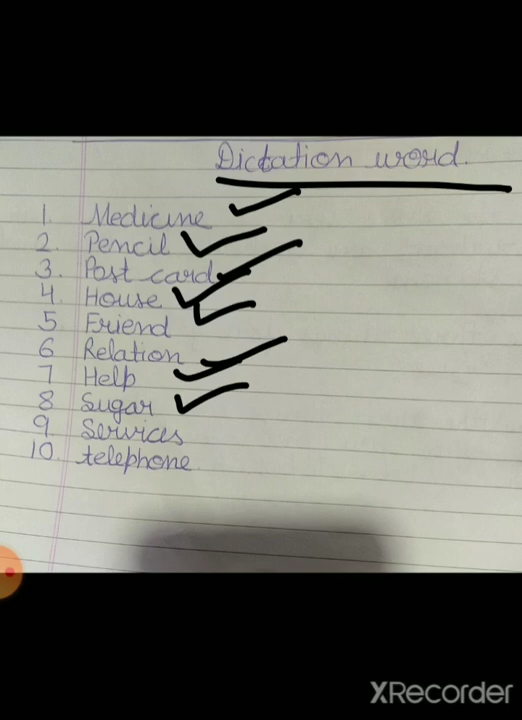 Dictation word.
1. Medicine
2. Pencil
3. Post card
4. House
5 Friend
6 Relation
7 Help
8 Sugar
9 Services
10. telephone
XRecorder